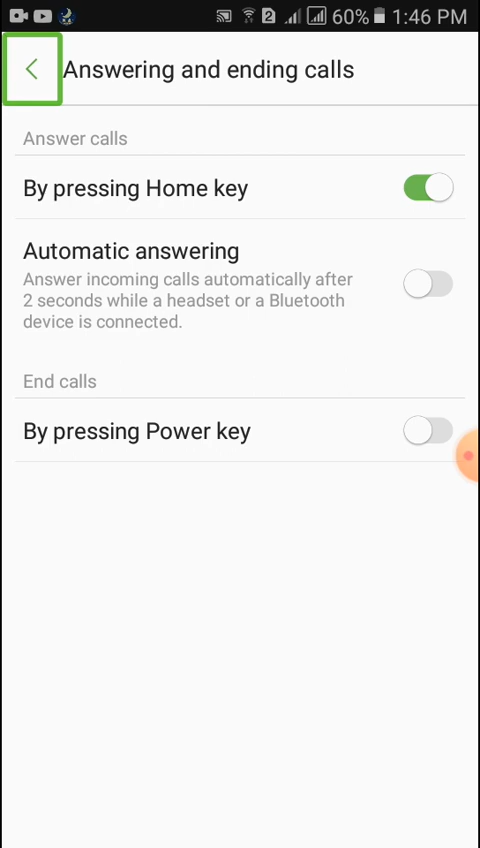 2 60% 1:46 PM
Answering and ending calls
Answer calls
By pressing Home key
Automatic answering
Answer incoming calls automatically after
2 seconds while a headset or a Bluetooth
device is connected.
End calls
By pressing Power key